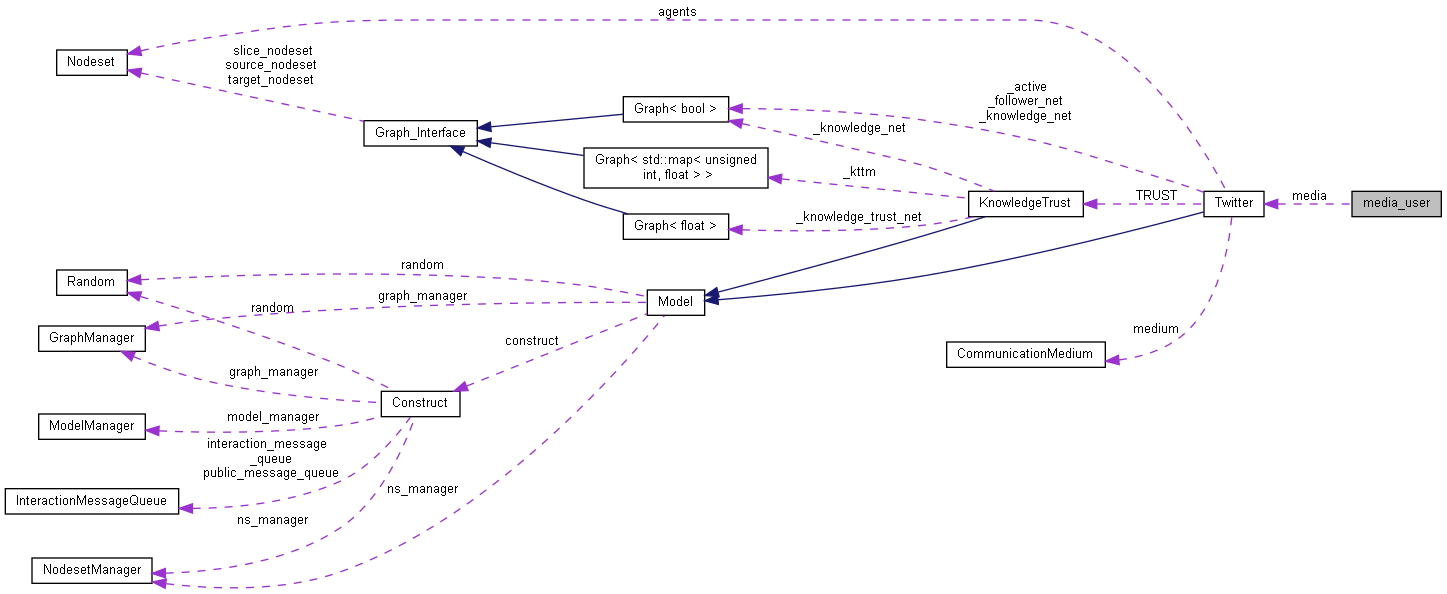 agents
Nodeset
slice_nodeset
source_nodeset
target_nodeset
Graph_Interface
Graph< bool >
_active
_follower_net
_knowledge_net
_knowledge_net
Graph< std::map< unsigned
int, float > >
_kttm
Graph< float >
_knowledge_trust_net
KnowledgeTrust
TRUST
Twitter
media
media_user
Random
random
random
graph_manager
GraphManager
Model
construct
medium
CommunicationMedium
graph_manager
Construct
ModelManager
model_manager
interaction_message
_queue
public_message_queue
InteractionMessageQueue
ns_manager
ns_manager
NodesetManager